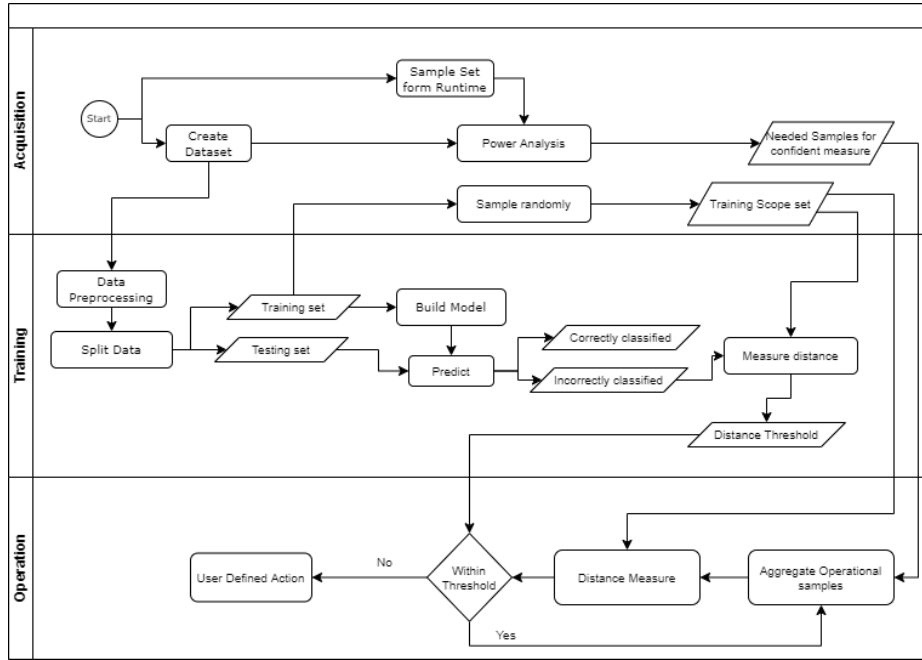 Acquisition
Start
Sample Set
form Runtime
Create
Dataset
Power Analysis
Needed Samples for
confident measure
Sample randomly
Training Scope set
Training
Data
Preprocessing
Split Data
Training set
Testing set
Build Model
Predict
Correctly classified
Incorrectly classified
Measure distance
Distance Threshold
Operation
User Defined Action
No
Within
Threshold
Yes
Distance Measure
Aggregate Operational
samples